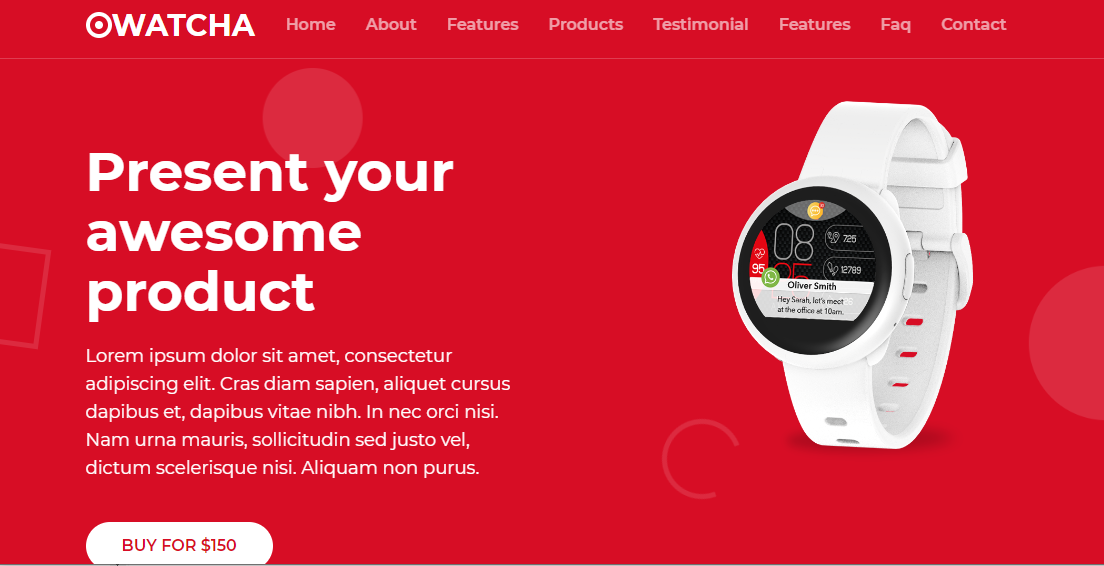 WATCHA Home About Features Products Testimonial Features Faq Contact
Present your
awesome
product
Lorem ipsum dolor sit amet, consectetur
adipiscing elit. Cras diam sapien, aliquet cursus
dapibus et, dapibus vitae nibh. In nec orci nisi.
Nam urna mauris, sollicitudin sed justo vel,
dictum scelerisque nisi. Aliquam non purus.
BUY FOR $150
08
725
95
12789
Oliver Smith
Hey Sarah, let's meet
at the office at 10am.